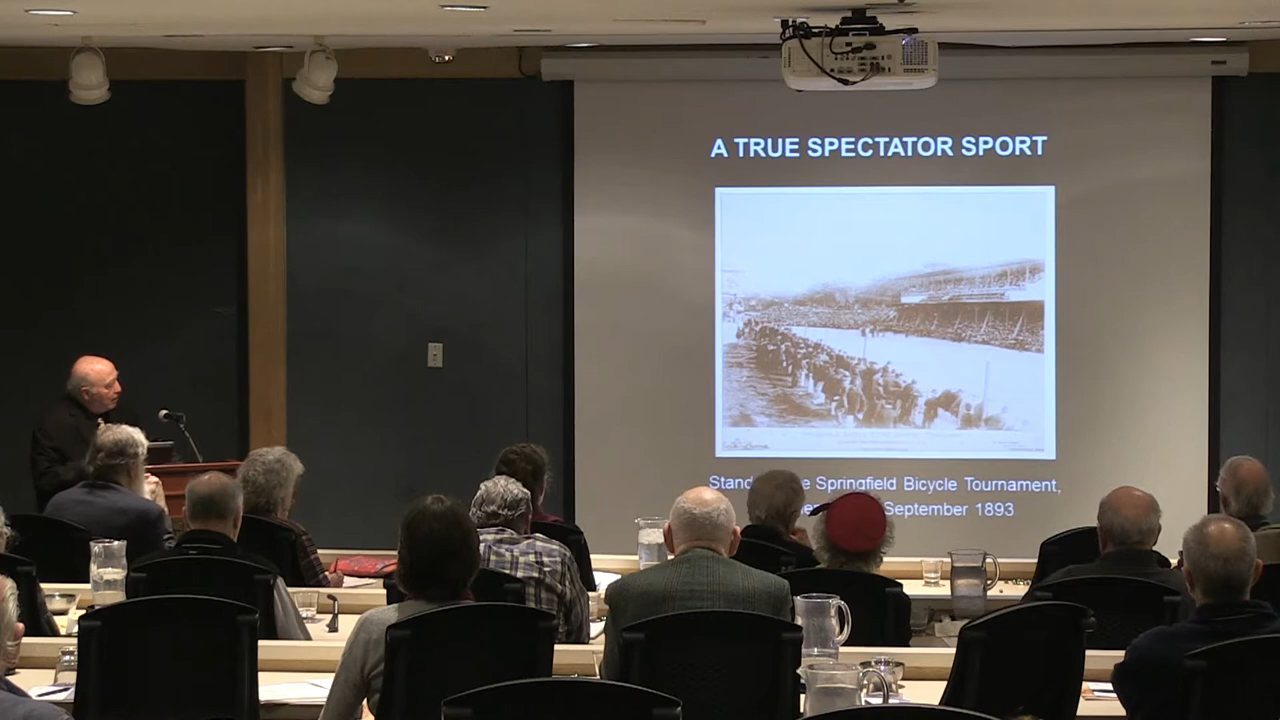 A TRUE SPECTATOR SPORT
Springfield Bicycle Tournament,
September 1893